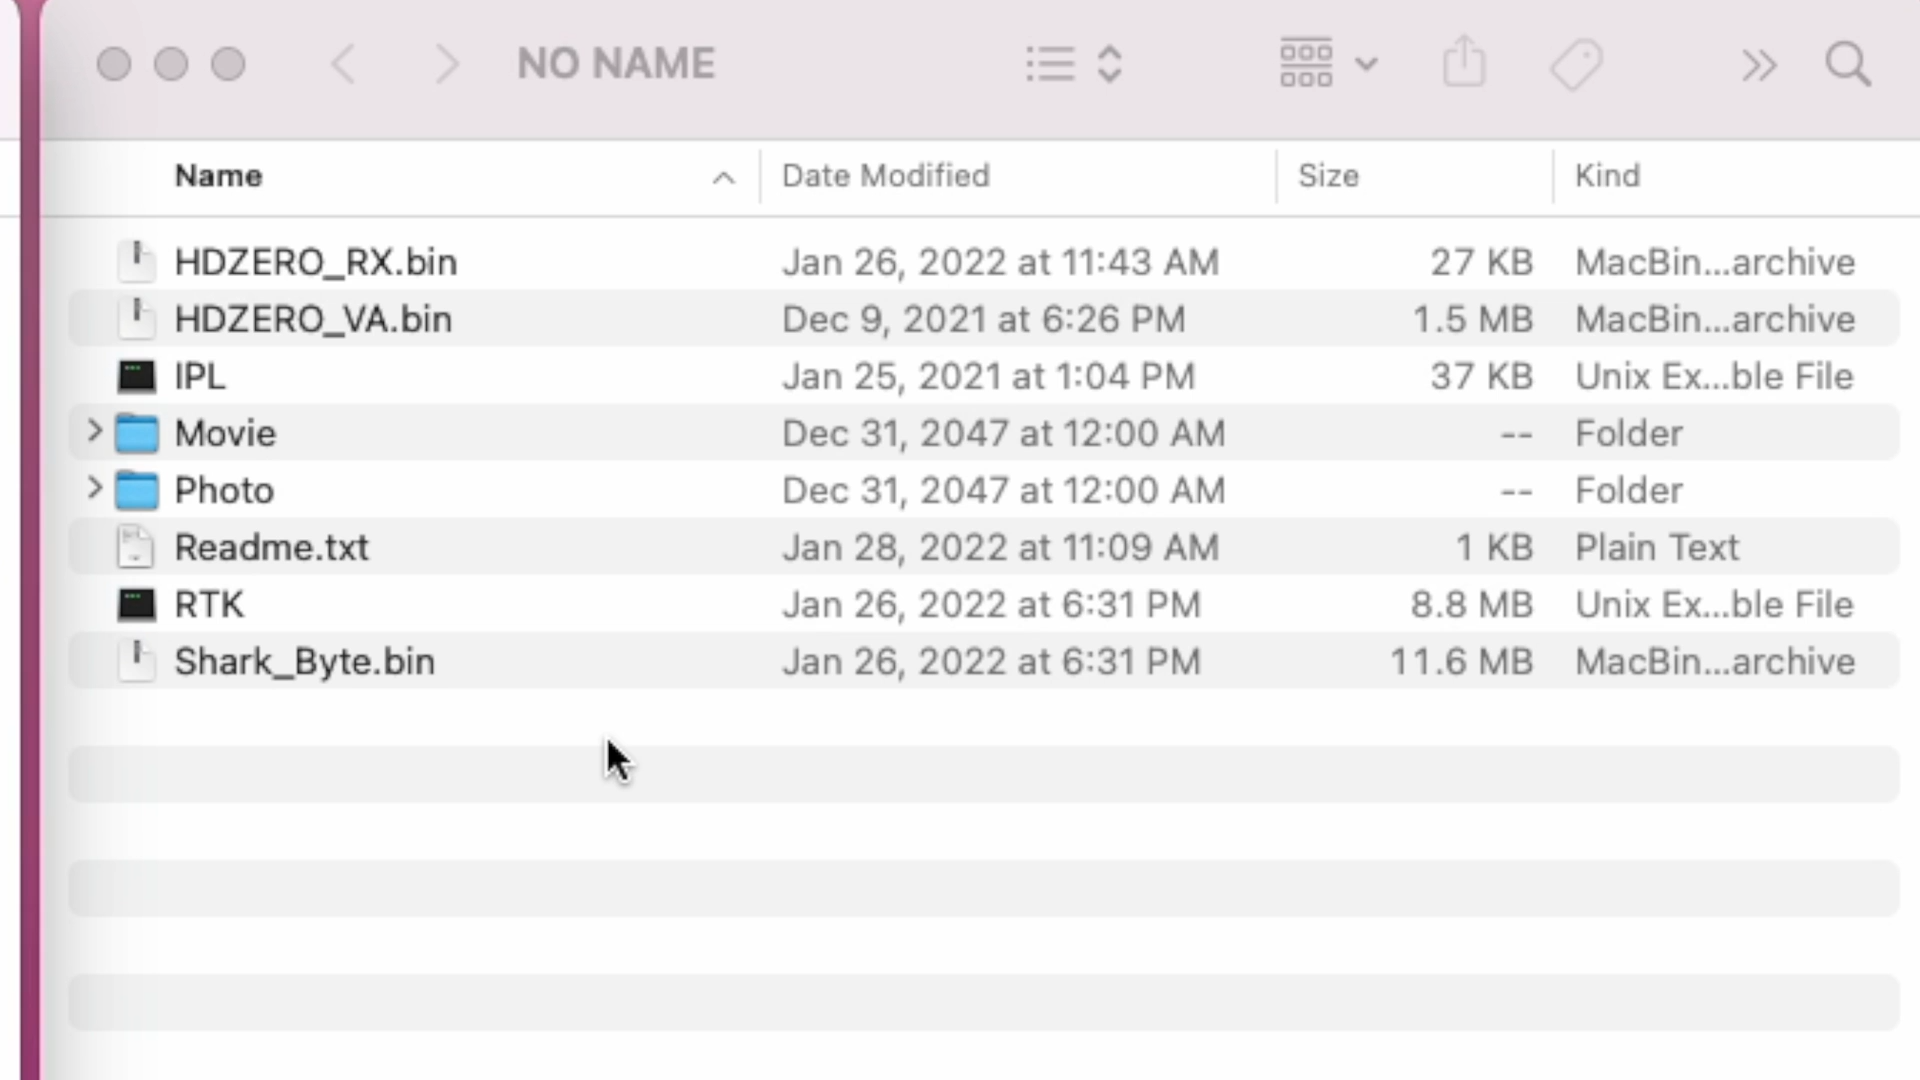 NO NAME
Name Date Modified Size Kind
HDZERO_RX.bin Jan 26, 2022 at 11:43 AM 27 KB MacBin...archive
HDZERO_VA.bin Dec 9, 2021 at 6:26 PM 1.5 MB MacBin...archive
IPL Jan 25, 2021 at 1:04 PM 37 KB Unix Ex...ble File
Movie Dec 31, 2047 at 12:00 AM -- Folder
Photo Dec 31, 2047 at 12:00 AM -- Folder
Readme.txt Jan 28, 2022 at 11:09 AM 1 KB Plain Text
RTK Jan 26, 2022 at 6:31 PM 8.8 MB Unix Ex...ble File
Shark_Byte.bin Jan 26, 2022 at 6:31 PM 11.6 MB MacBin...archive